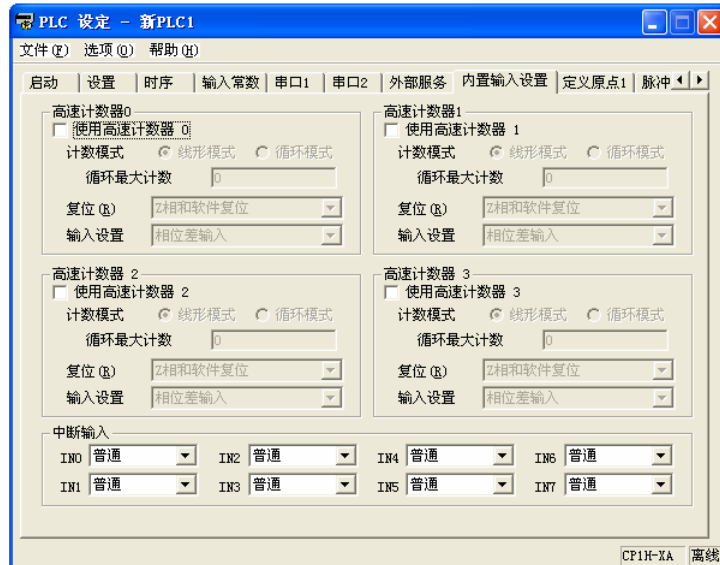 PLC 设定 - 新PLC1
文件(F) 选项(O) 帮助(H)
启动 设置 时序 输入常数 串口1 串口2 外部服务 内置输入设置 定义原点1 脉冲
高速计数器0
使用高速计数器 0
计数模式 线形模式 循环模式
循环最大计数 0
复位(R) Z相和软件复位
输入设置 相位差输入
高速计数器1
使用高速计数器 1
计数模式 线形模式 循环模式
循环最大计数 0
复位(R) Z相和软件复位
输入设置 相位差输入
高速计数器 2
使用高速计数器 2
计数模式 线形模式 循环模式
循环最大计数 0
复位(R) Z相和软件复位
输入设置 相位差输入
高速计数器 3
使用高速计数器 3
计数模式 线形模式 循环模式
循环最大计数 0
复位(R) Z相和软件复位
输入设置 相位差输入
中断输入
IN0 普通 IN2 普通 IN4 普通 IN6 普通
IN1 普通 IN3 普通 IN5 普通 IN7 普通
CP1H-XA 离线